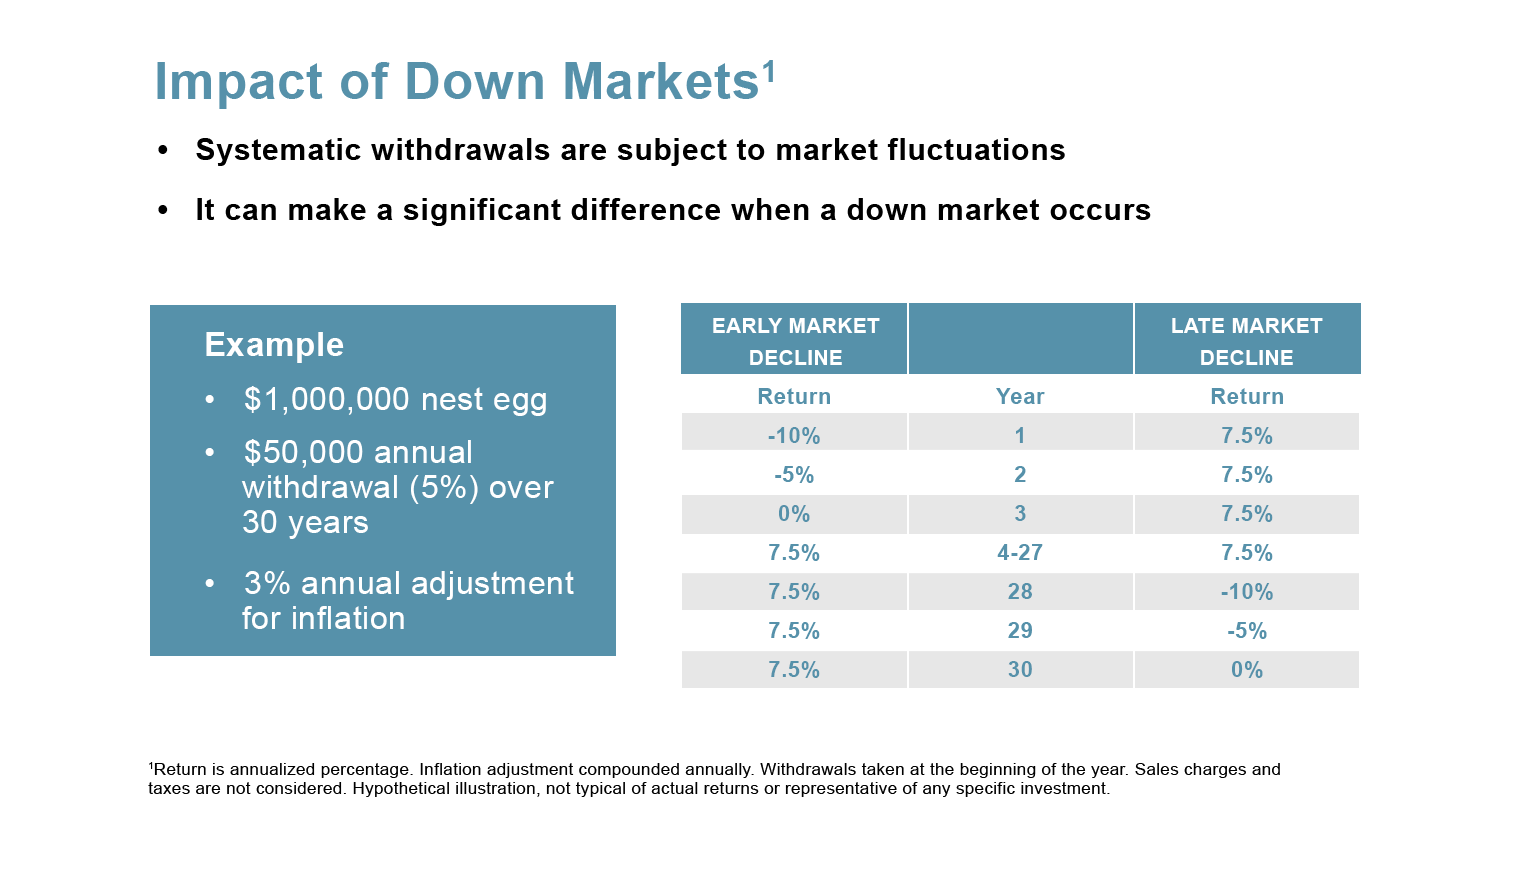 Impact of Down Markets¹
• Systematic withdrawals are subject to market fluctuations
• It can make a significant difference when a down market occurs
Example
• $1,000,000 nest egg
• $50,000 annual
withdrawal (5%) over
30 years
• 3% annual adjustment
for inflation
EARLY MARKET DECLINE LATE MARKET DECLINE
Return Year Return
-10% 1 7.5%
-5% 2 7.5%
0% 3 7.5%
7.5% 4-27 7.5%
7.5% 28 -10%
7.5% 29 -5%
7.5% 30 0%
¹Return is annualized percentage. Inflation adjustment compounded annually. Withdrawals taken at the beginning of the year. Sales charges and
taxes are not considered. Hypothetical illustration, not typical of actual returns or representative of any specific investment.